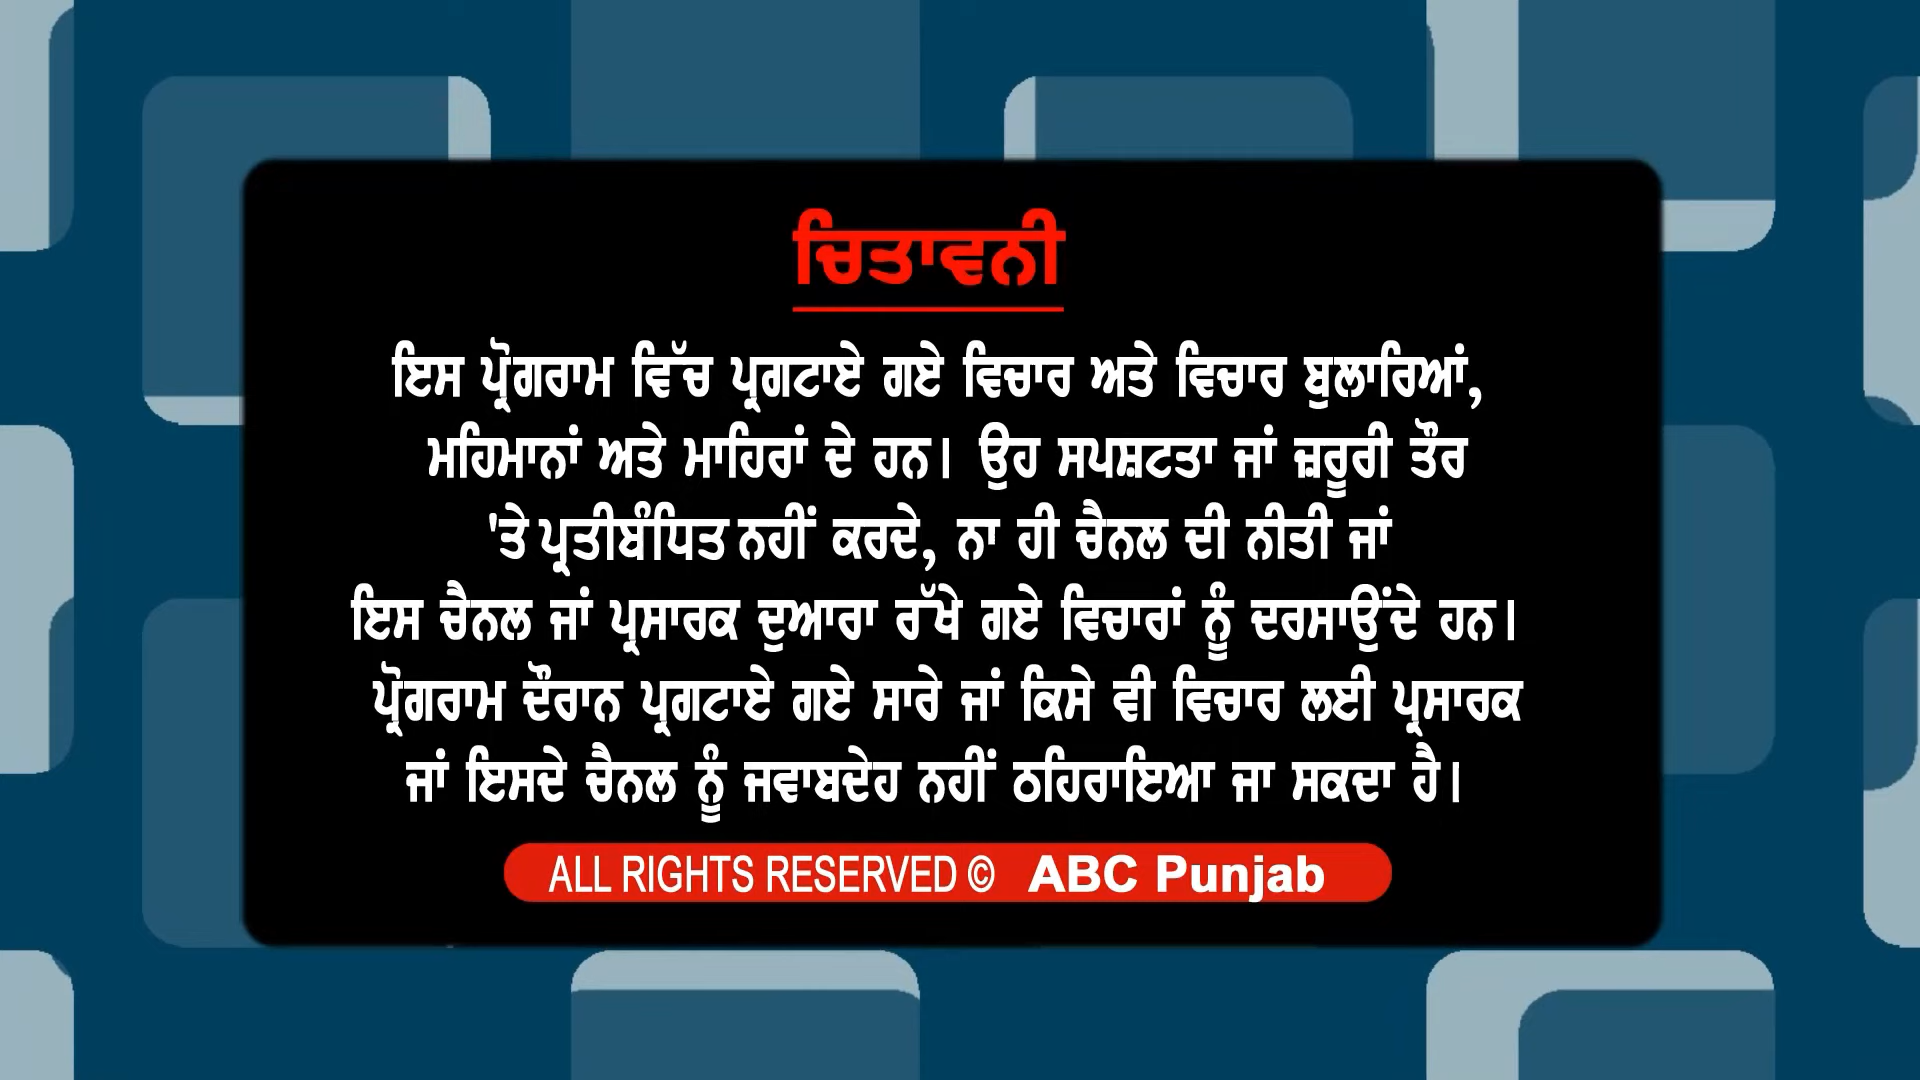 ਚਿਤਾਵਨੀ
ਇਸ ਪ੍ਰੋਗਰਾਮ ਵਿੱਚ ਪ੍ਰਗਟਾਏ ਗਏ ਵਿਚਾਰ ਅਤੇ ਵਿਚਾਰ ਬੁਲਾਰਿਆਂ,
ਮਹਿਮਾਨਾਂ ਅਤੇ ਮਾਹਿਰਾਂ ਦੇ ਹਨ। ਉਹ ਸਪਸ਼ਟਤਾ ਜਾਂ ਜ਼ਰੂਰੀ ਤੌਰ
'ਤੇ ਪ੍ਰਤੀਬੰਧਿਤ ਨਹੀਂ ਕਰਦੇ, ਨਾ ਹੀ ਚੈਨਲ ਦੀ ਨੀਤੀ ਜਾਂ
ਇਸ ਚੈਨਲ ਜਾਂ ਪ੍ਰਸਾਰਕ ਦੁਆਰਾ ਰੱਖੇ ਗਏ ਵਿਚਾਰਾਂ ਨੂੰ ਦਰਸਾਉਂਦੇ ਹਨ।
ਪ੍ਰੋਗਰਾਮ ਦੌਰਾਨ ਪ੍ਰਗਟਾਏ ਗਏ ਸਾਰੇ ਜਾਂ ਕਿਸੇ ਵੀ ਵਿਚਾਰ ਲਈ ਪ੍ਰਸਾਰਕ
ਜਾਂ ਇਸਦੇ ਚੈਨਲ ਨੂੰ ਜਵਾਬਦੇਹ ਨਹੀਂ ਠਹਿਰਾਇਆ ਜਾ ਸਕਦਾ ਹੈ।
ALL RIGHTS RESERVED © ABC Punjab